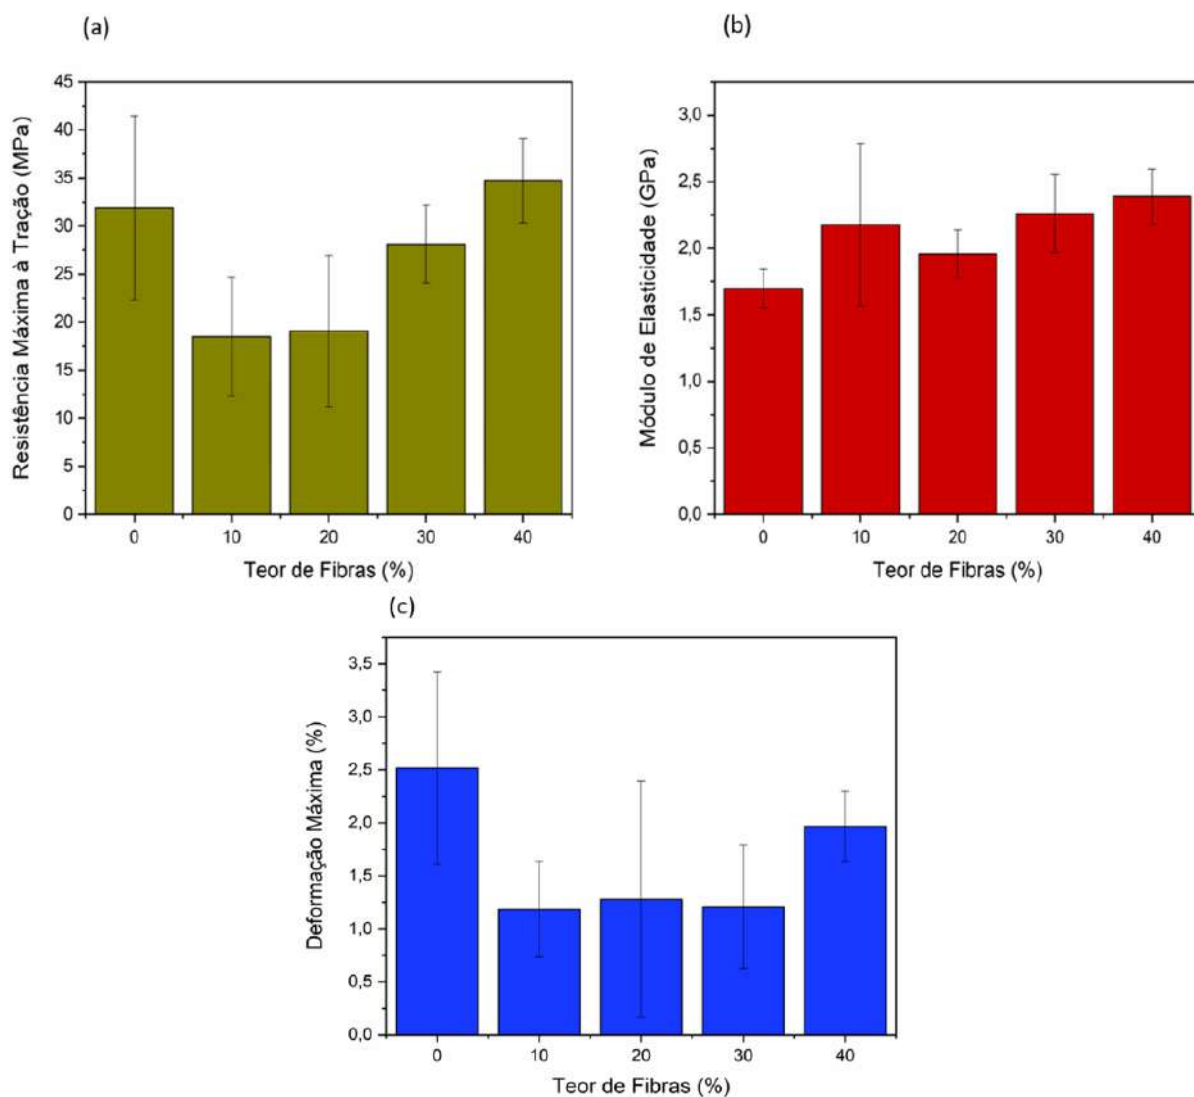 (a)
Resistência Máxima à Tração (MPa)
45
40
35
30
25
20
15
10
5
0
0 10 20 30 40
Teor de Fibras (%)
(b)
Módulo de Elasticidade (GPa)
3,0
2,5
2,0
1,5
1,0
0,5
0,0
0 10 20 30 40
Teor de Fibras (%)
(c)
Deformação Máxima (%)
3,5
3,0
2,5
2,0
1,5
1,0
0,5
0,0
0 10 20 30 40
Teor de Fibras (%)